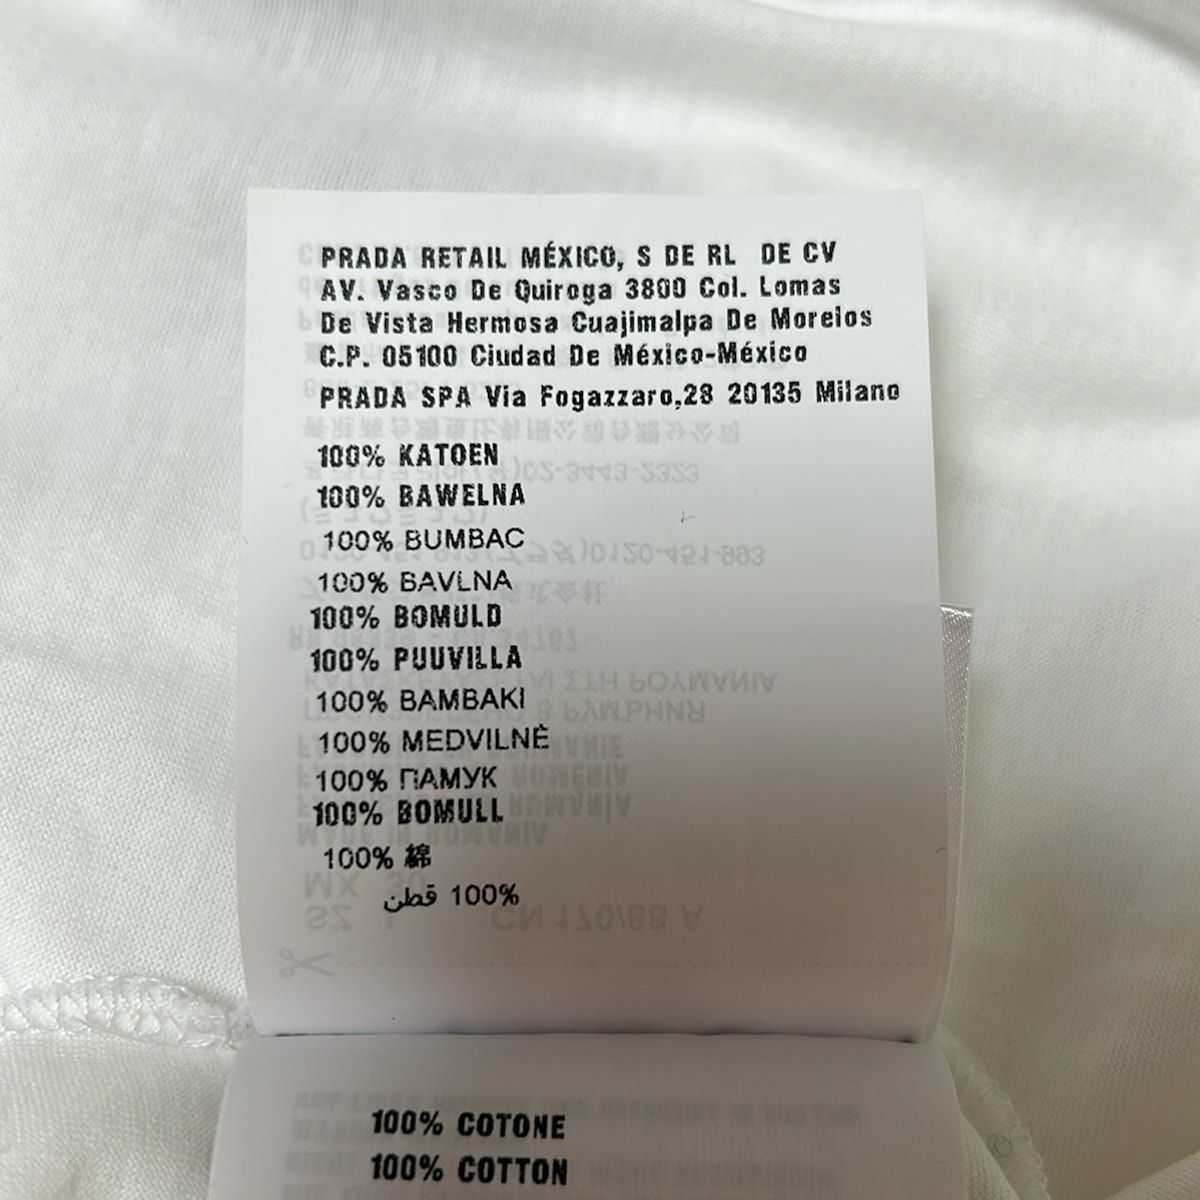 PRADA RETAIL MÉXICO, S DE RL DE CV
AV. Vasco De Quiroga 3800 Col. Lomas
De Vista Hermosa Cuajimalpa De Morelos
C.P. 05100 Ciudad De México-México
PRADA SPA Via Fogazzaro,28 20135 Milano
100% KATOEN
100% BAWELNA
100% BUMBAC
100% BAVLNA
100% BOMULD
100% PUUVILLA
100% BAMBAKI
100% MEDVILNĖ
100% ПАМУК
100% BOMULL
100% 綿
100% قطن
100% COTONE
100% COTTON